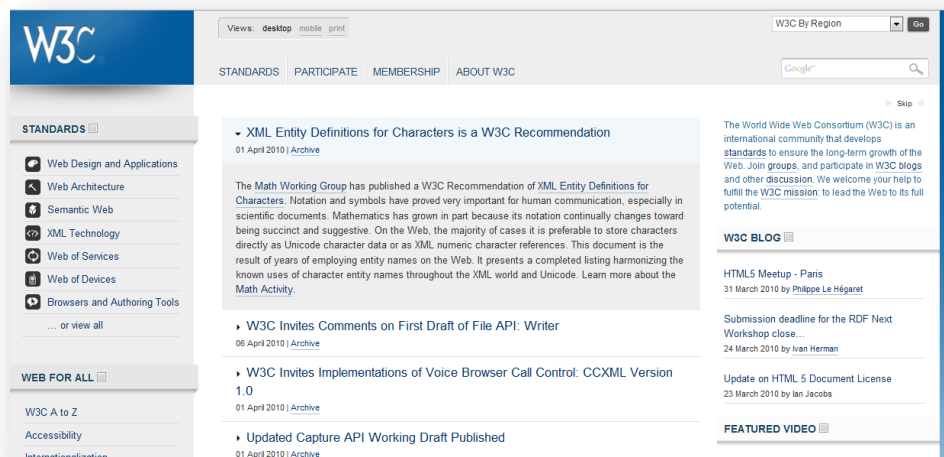 W3C
Views: desktop mobile print
W3C By Region
Go
STANDARDS PARTICIPATE MEMBERSHIP ABOUT W3C
Google
STANDARDS
Web Design and Applications
Web Architecture
Semantic Web
XML Technology
Web of Services
Web of Devices
Browsers and Authoring Tools
... or view all
WEB FOR ALL
W3C A to Z
Accessibility
Internationalization
XML Entity Definitions for Characters is a W3C Recommendation
01 April 2010 | Archive
The Math Working Group has published a W3C Recommendation of XML Entity Definitions for
Characters. Notation and symbols have proved very important for human communication, especially in
scientific documents. Mathematics has grown in part because its notation continually changes toward
being succinct and suggestive. On the Web, the majority of cases it is preferable to store characters
directly as Unicode character data or as XML numeric character references. This document is the
result of years of employing entity names on the Web. It presents a completed listing harmonizing the
known uses of character entity names throughout the XML world and Unicode. Learn more about the
Math Activity.
W3C Invites Comments on First Draft of File API: Writer
06 April 2010 | Archive
W3C Invites Implementations of Voice Browser Call Control: CCXML Version
1.0
01 April 2010 | Archive
Updated Capture API Working Draft Published
01 April 2010 | Archive
Skip
The World Wide Web Consortium (W3C) is an
international community that develops
standards to ensure the long-term growth of the
Web. Join groups, and participate in W3C blogs
and other discussion. We welcome your help to
fulfill the W3C mission: to lead the Web to its full
potential.
W3C BLOG
HTML5 Meetup - Paris
31 March 2010 by Philippe Le Hégaret
Submission deadline for the RDF Next
Workshop close...
24 March 2010 by Ivan Herman
Update on HTML 5 Document License
23 March 2010 by Ian Jacobs
FEATURED VIDEO